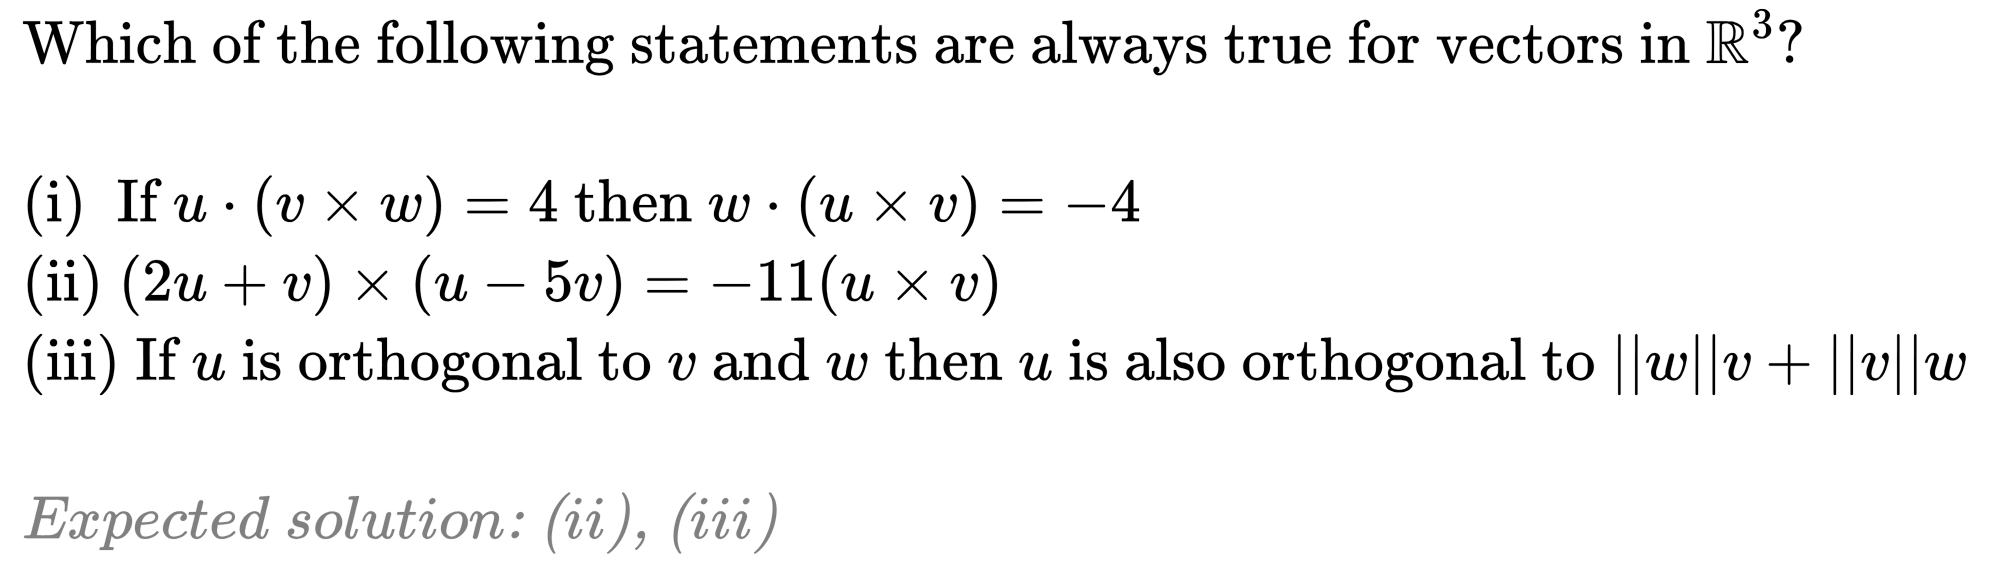 Which of the following statements are always true for vectors in ℝ³?
(i) If u · (v × w) = 4 then w · (u × v) = −4
(ii) (2u + v) × (u − 5v) = −11(u × v)
(iii) If u is orthogonal to v and w then u is also orthogonal to ||w||v + ||v||w
Expected solution: (ii), (iii)